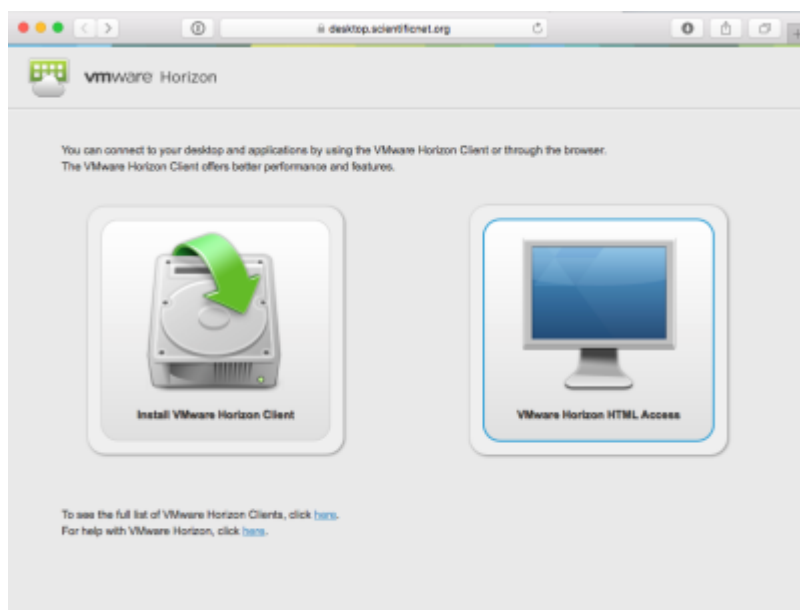 desktop.scientificnet.org
vmware Horizon
You can connect to your desktop and applications by using the VMware Horizon Client or through the browser.
The VMware Horizon Client offers better performance and features.
Install VMware Horizon Client
VMware Horizon HTML Access
To see the full list of VMware Horizon Clients, click here.
For help with VMware Horizon, click here.